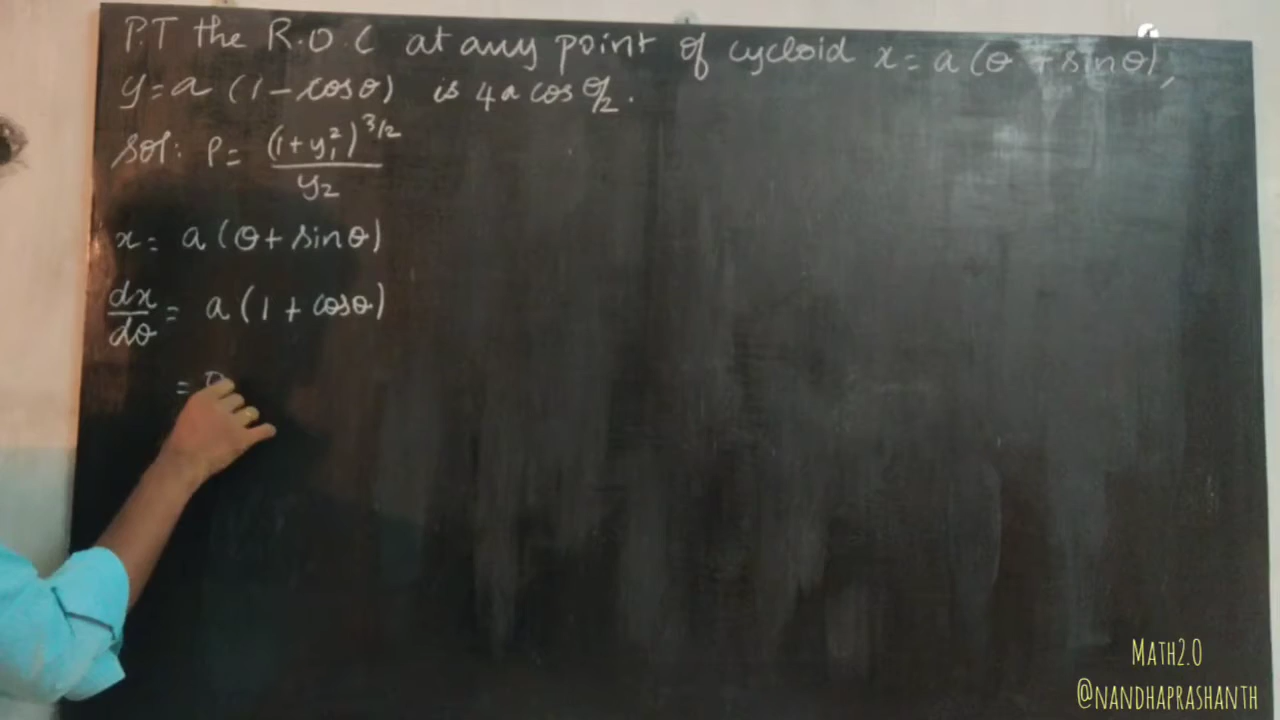 P.T the R.O.C at any point of cycloid x = a(θ + sinθ),
y = a (1 - cosθ) is 4a cos θ/2.
sol: ρ = (1+y₁²)^3/2 / y₂
x = a(θ + sinθ)
dx/dθ = a(1 + cosθ)
=
MATH2.0
@NANDHAPRASHANTH